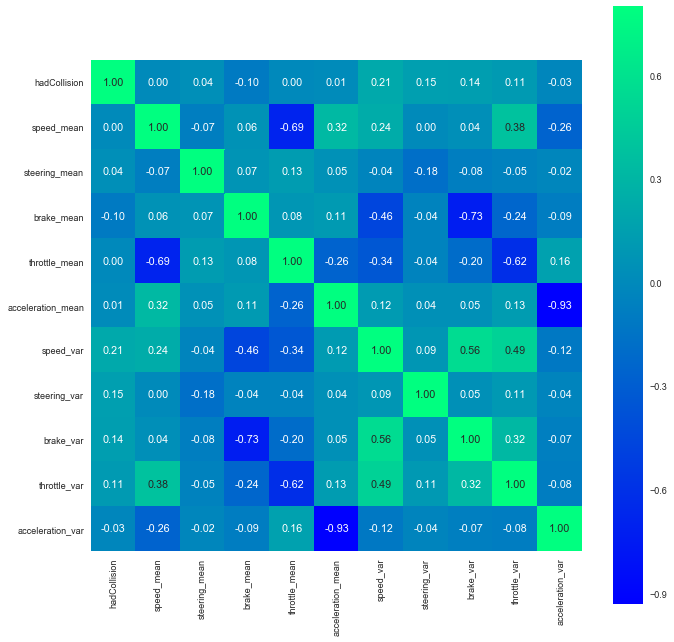 hadCollision 1.00 0.00 0.04 -0.10 0.00 0.01 0.21 0.15 0.14 0.11 -0.03
speed_mean 0.00 1.00 -0.07 0.06 -0.69 0.32 0.24 0.00 0.04 0.38 -0.26
steering_mean 0.04 -0.07 1.00 0.07 0.13 0.05 -0.04 -0.18 -0.08 -0.05 -0.02
brake_mean -0.10 0.06 0.07 1.00 0.08 0.11 -0.46 -0.04 -0.73 -0.24 -0.09
throttle_mean 0.00 -0.69 0.13 0.08 1.00 -0.26 -0.34 -0.04 -0.20 -0.62 0.16
acceleration_mean 0.01 0.32 0.05 0.11 -0.26 1.00 0.12 0.04 0.05 0.13 -0.93
speed_var 0.21 0.24 -0.04 -0.46 -0.34 0.12 1.00 0.09 0.56 0.49 -0.12
steering_var 0.15 0.00 -0.18 -0.04 -0.04 0.04 0.09 1.00 0.05 0.11 -0.04
brake_var 0.14 0.04 -0.08 -0.73 -0.20 0.05 0.56 0.05 1.00 0.32 -0.07
throttle_var 0.11 0.38 -0.05 -0.24 -0.62 0.13 0.49 0.11 0.32 1.00 -0.08
acceleration_var -0.03 -0.26 -0.02 -0.09 0.16 -0.93 -0.12 -0.04 -0.07 -0.08 1.00
hadCollision
speed_mean
steering_mean
brake_mean
throttle_mean
acceleration_mean
speed_var
steering_var
brake_var
throttle_var
acceleration_var
0.6
0.3
0.0
-0.3
-0.6
-0.9